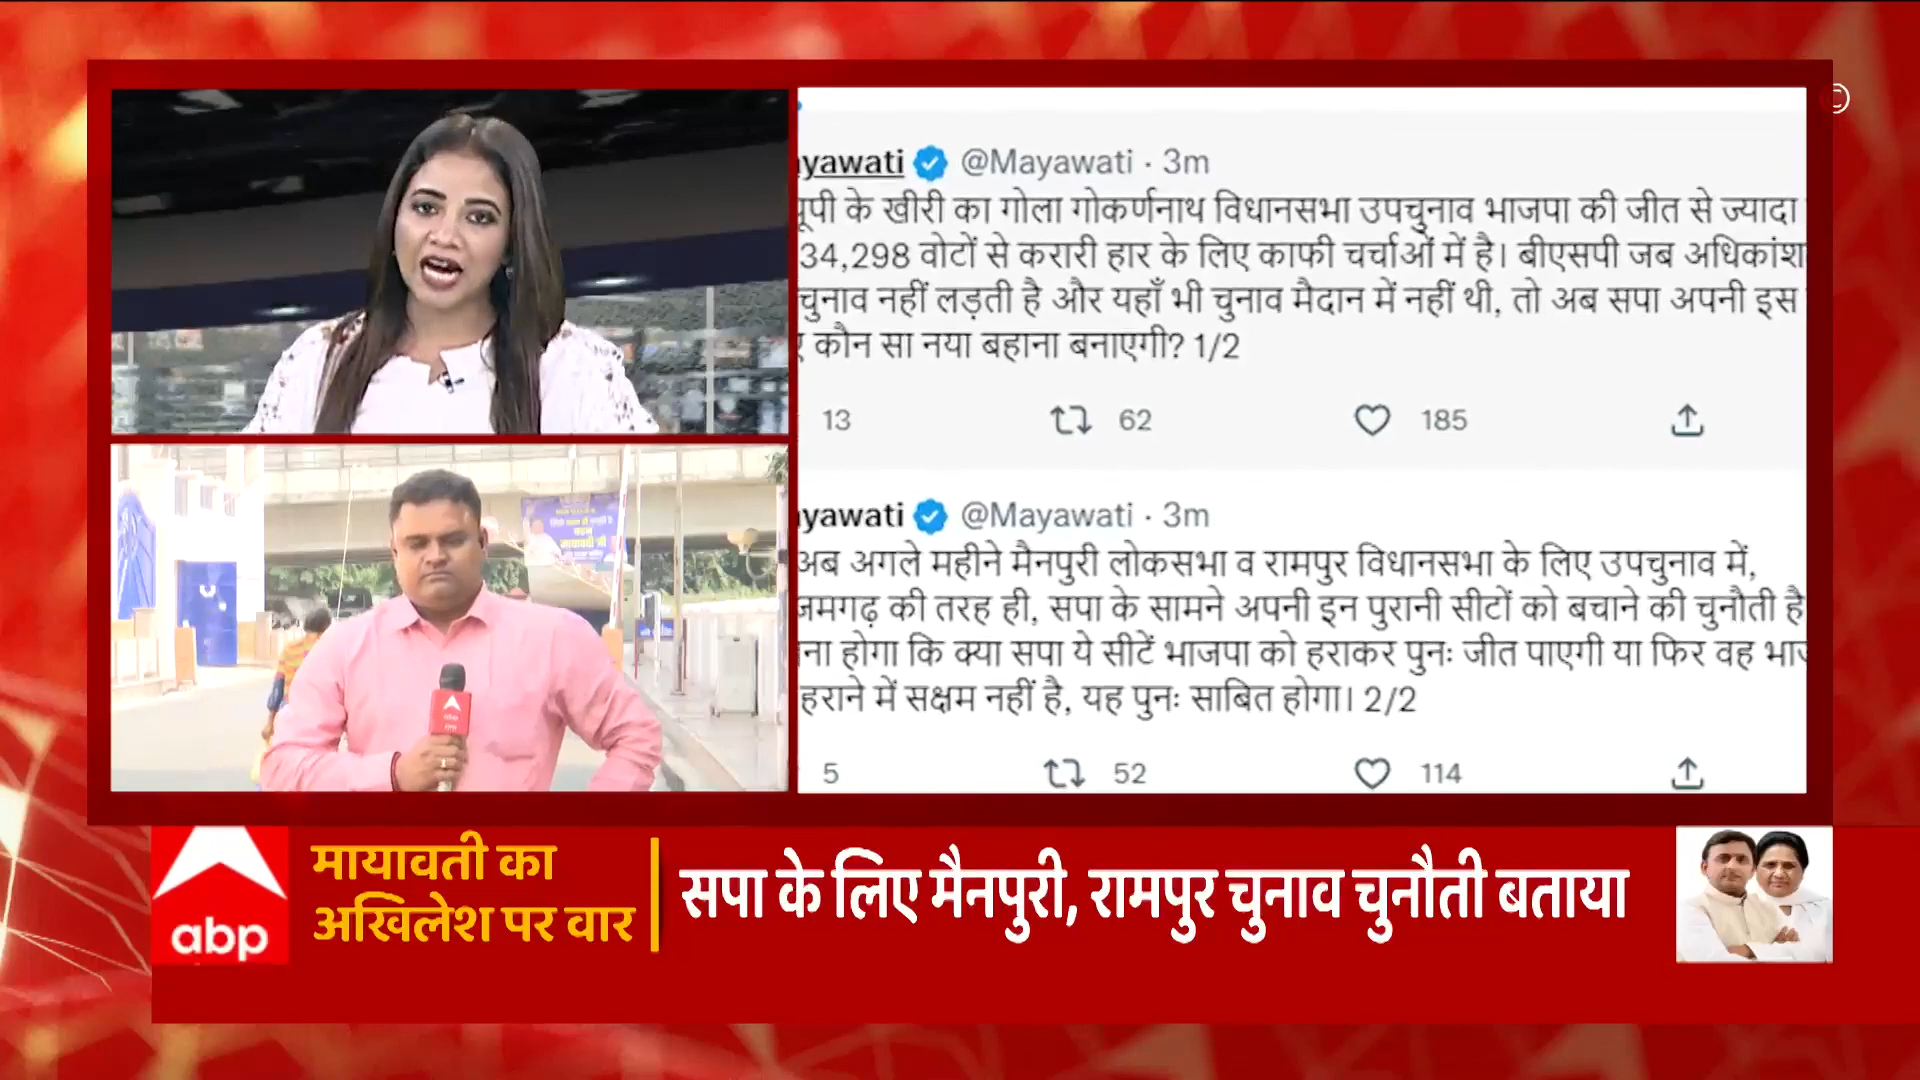 ©
yawati @Mayawati · 3m
के खीरी का गोला गोकर्णनाथ विधानसभा उपचुनाव भाजपा की जीत से ज्यादा
34,298 वोटों से करारी हार के लिए काफी चर्चाओं में है। बीएसपी जब अधिकांश
चुनाव नहीं लड़ती है और यहाँ भी चुनाव मैदान में नहीं थी, तो अब सपा अपनी इस
कौन सा नया बहाना बनाएगी? 1/2
13 62 185
yawati @Mayawati · 3m
अब अगले महीने मैनपुरी लोकसभा व रामपुर विधानसभा के लिए उपचुनाव में,
जमगढ़ की तरह ही, सपा के सामने अपनी इन पुरानी सीटों को बचाने की चुनौती है
ना होगा कि क्या सपा ये सीटें भाजपा को हराकर पुनः जीत पाएगी या फिर वह
हराने में सक्षम नहीं है, यह पुनः साबित होगा। 2/2
5 52 114
abp
मायावती का
अखिलेश पर वार
सपा के लिए मैनपुरी, रामपुर चुनाव चुनौती बताया